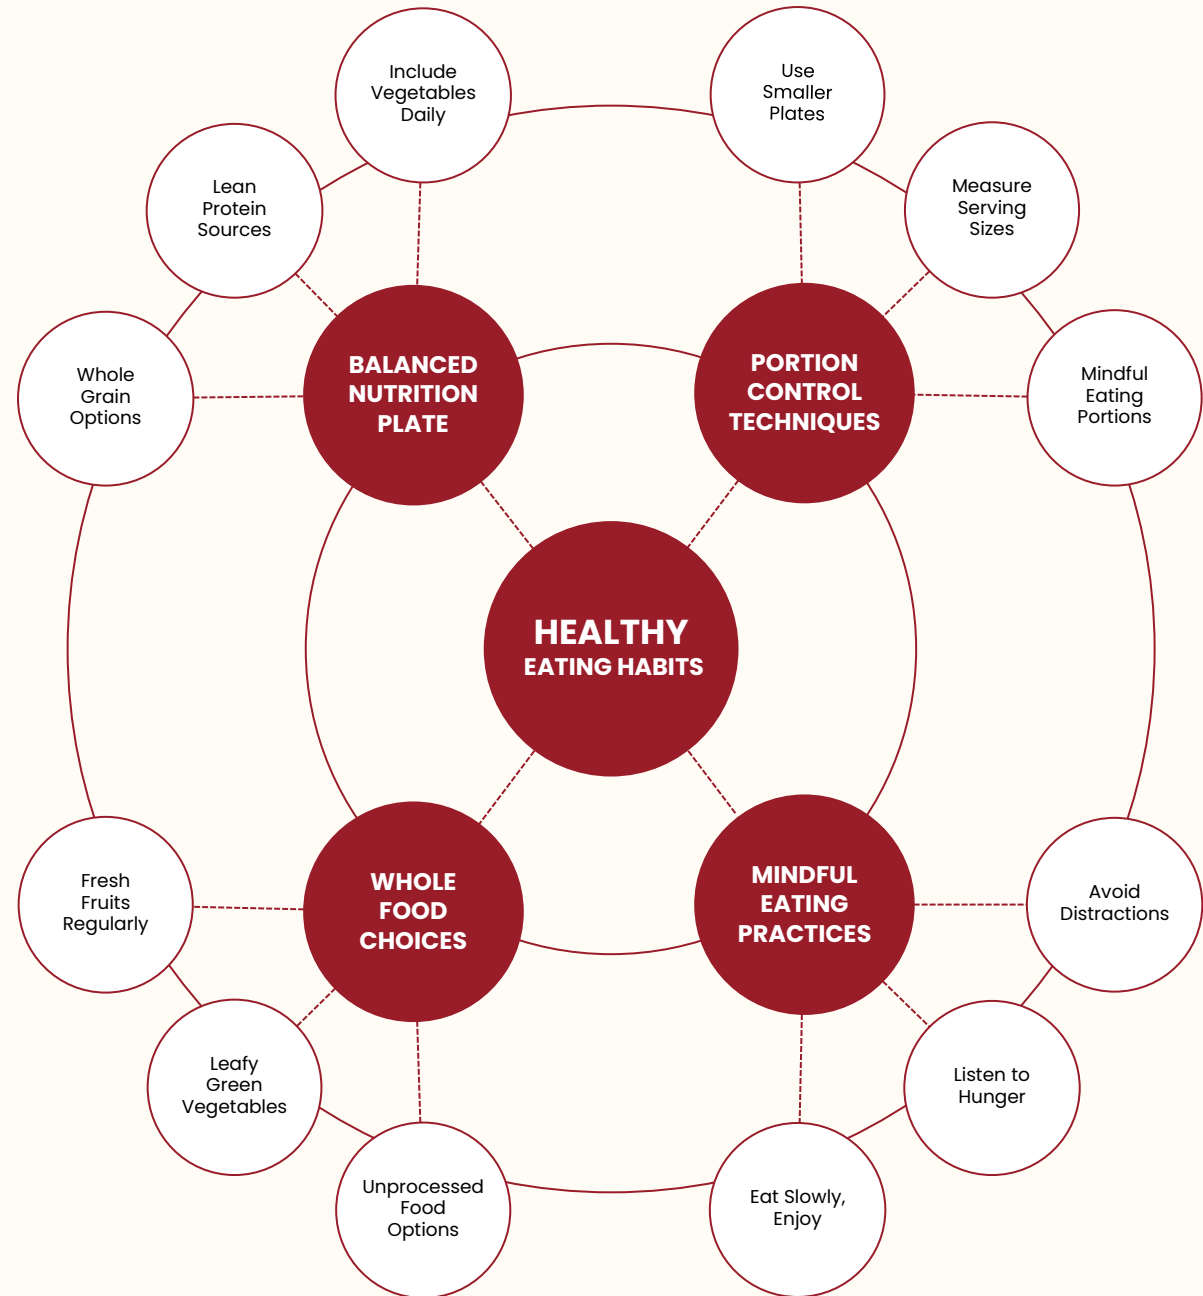 Include
Vegetables
Daily
Use
Smaller
Plates
Lean
Protein
Sources
Measure
Serving
Sizes
Whole
Grain
Options
BALANCED
NUTRITION
PLATE
PORTION
CONTROL
TECHNIQUES
Mindful
Eating
Portions
HEALTHY
EATING HABITS
Fresh
Fruits
Regularly
WHOLE
FOOD
CHOICES
MINDFUL
EATING
PRACTICES
Avoid
Distractions
Leafy
Green
Vegetables
Listen to
Hunger
Unprocessed
Food
Options
Eat Slowly,
Enjoy